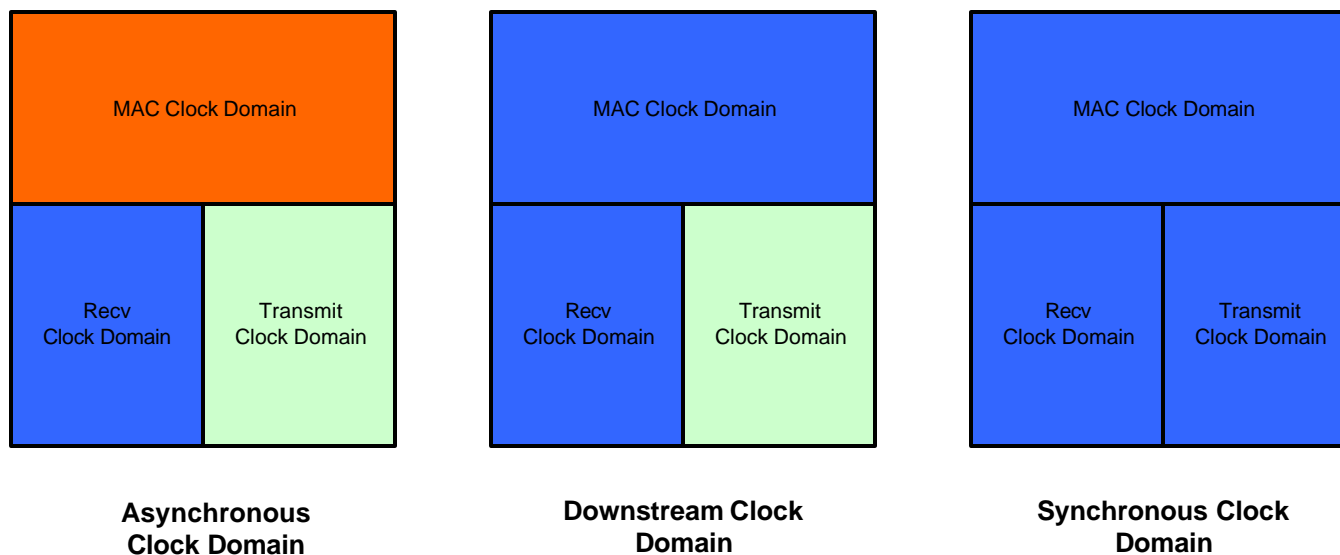 MAC Clock Domain
Recv
Clock Domain
Transmit
Clock Domain
Asynchronous
Clock Domain
MAC Clock Domain
Recv
Clock Domain
Transmit
Clock Domain
Downstream Clock
Domain
MAC Clock Domain
Recv
Clock Domain
Transmit
Clock Domain
Synchronous Clock
Domain